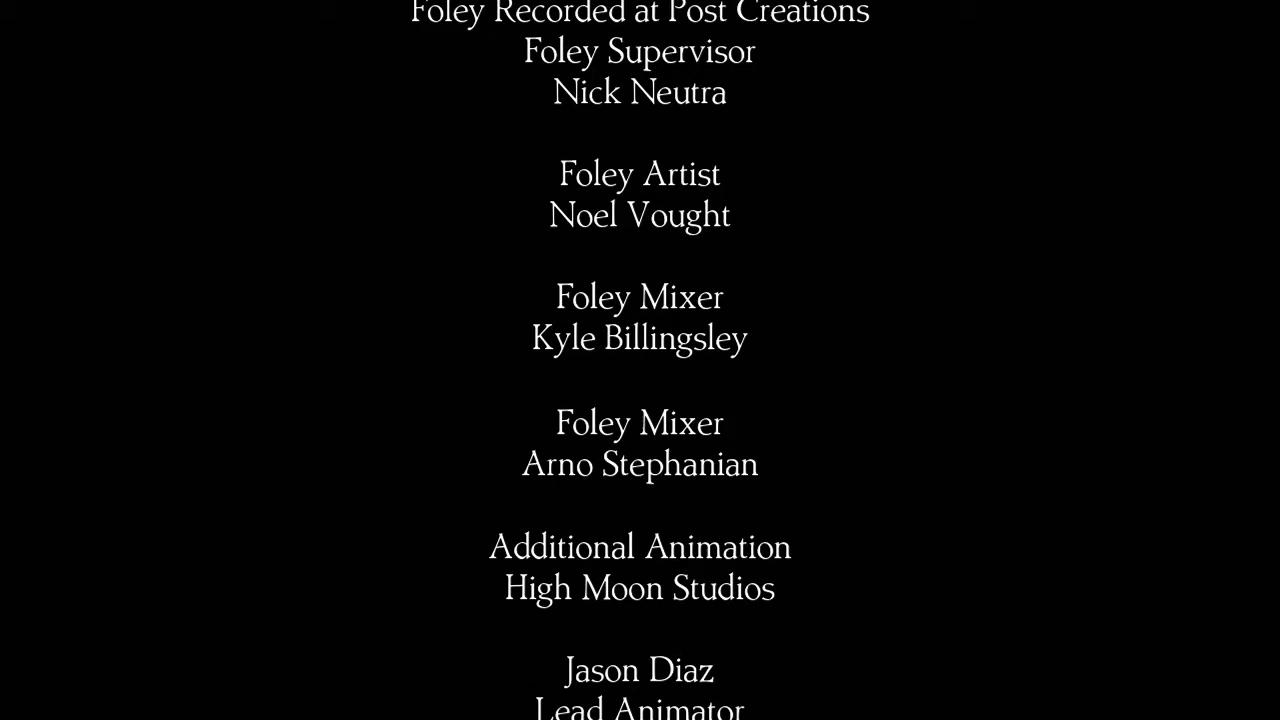 Foley Recorded at Post Creations
Foley Supervisor
Nick Neutra
Foley Artist
Noel Vought
Foley Mixer
Kyle Billingsley
Foley Mixer
Arno Stephanian
Additional Animation
High Moon Studios
Jason Diaz
Lead Animator